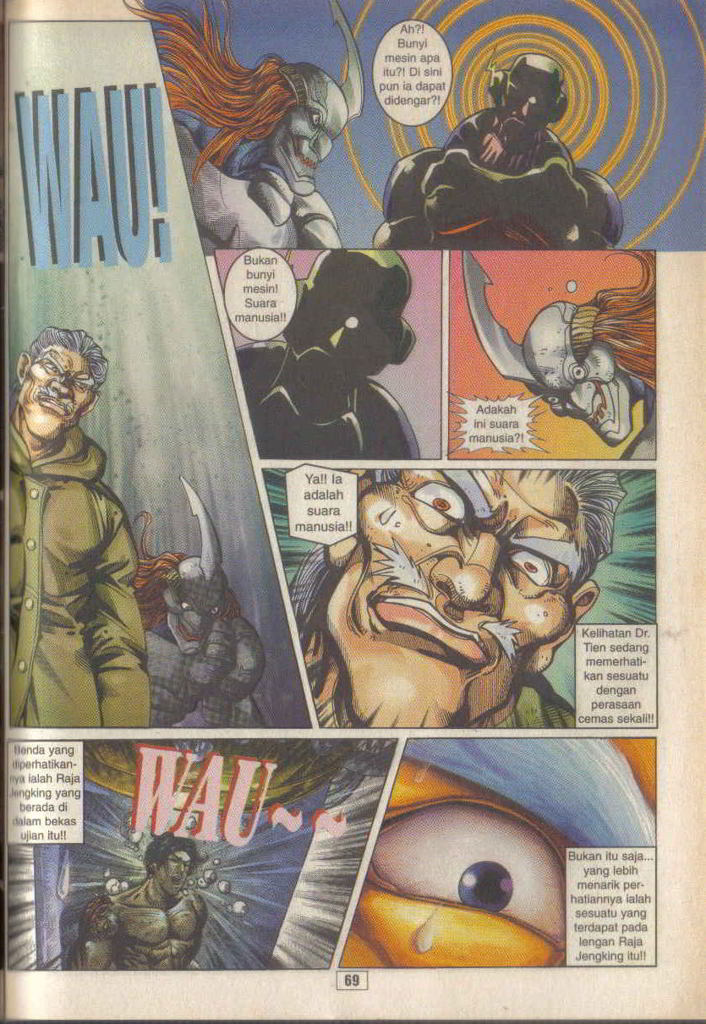 WAU!
Ah?!
Bunyi
mesin apa
itu?! Di sini
pun ia dapat
didengar?!
Bukan
bunyi
mesin!
Suara
manusia!!
Adakah
ini suara
manusia?!
Ya!! Ia
adalah
suara
manusia!!
Kelihatan Dr.
Tien sedang
memerhati-
kan sesuatu
dengan
perasaan
cemas sekali!!
Benda yang
diperhatikan-
nya ialah Raja
Jengking yang
berada di
dalam bekas
ujian itu!!
WAU~~
Bukan itu saja...
yang lebih
menarik per-
hatiannya ialah
sesuatu yang
terdapat pada
lengan Raja
Jengking itu!!
69